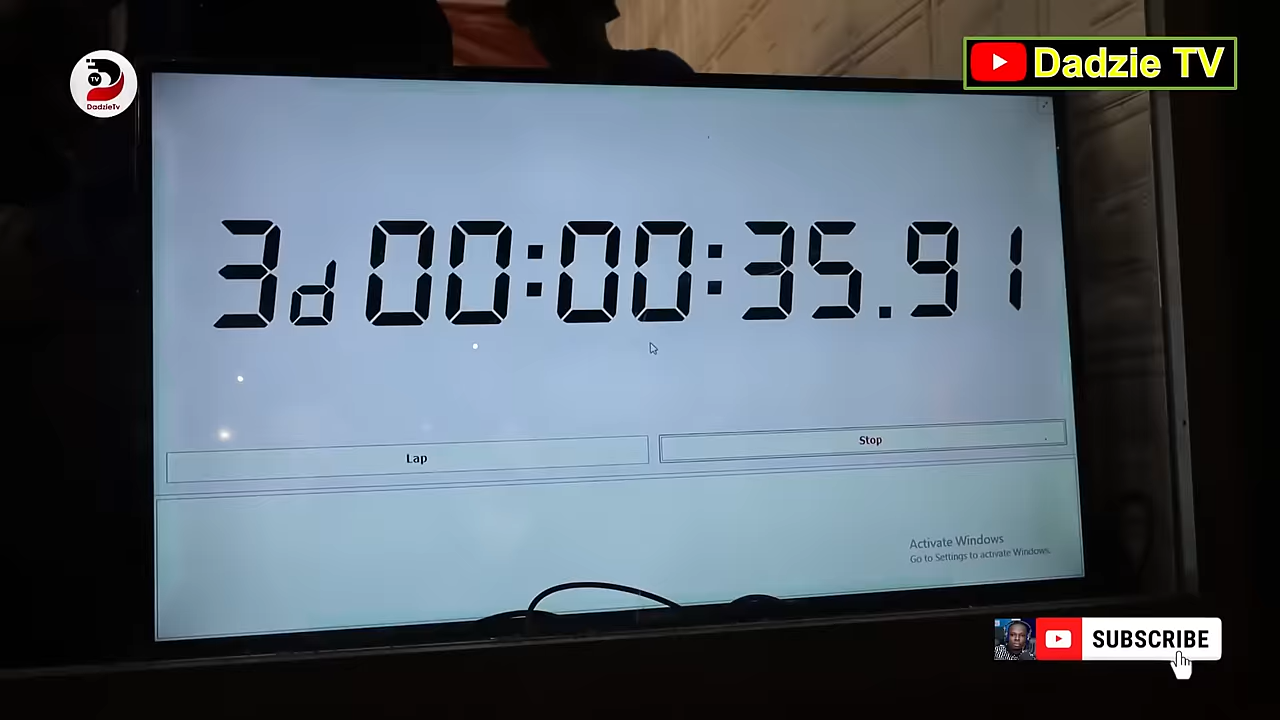 TV
DadzieTv
Dadzie TV
3d 00:00:35.91
Lap
Stop
Activate Windows
Go to Settings to activate Windows.
SUBSCRIBE